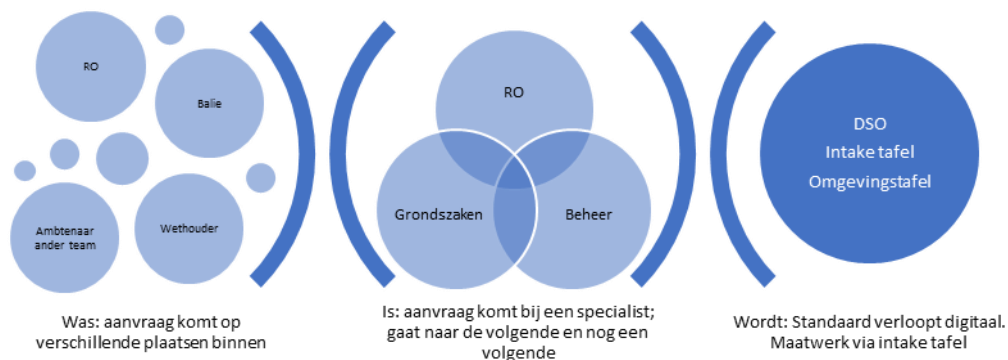 RO
Balie
Ambtenaar
ander team
Wethouder
Was: aanvraag komt op
verschillende plaatsen binnen
RO
Grondszaken
Beheer
Is: aanvraag komt bij een specialist;
gaat naar de volgende en nog een
volgende
DSO
Intake tafel
Omgevingstafel
Wordt: Standaard verloopt digitaal.
Maatwerk via intake tafel